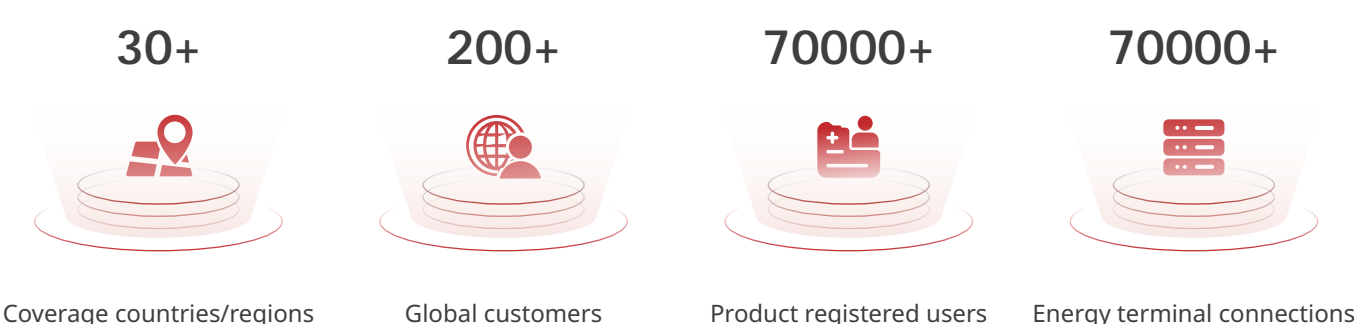 30+
200+
70000+
70000+
Coverage countries/regions
Global customers
Product registered users
Energy terminal connections